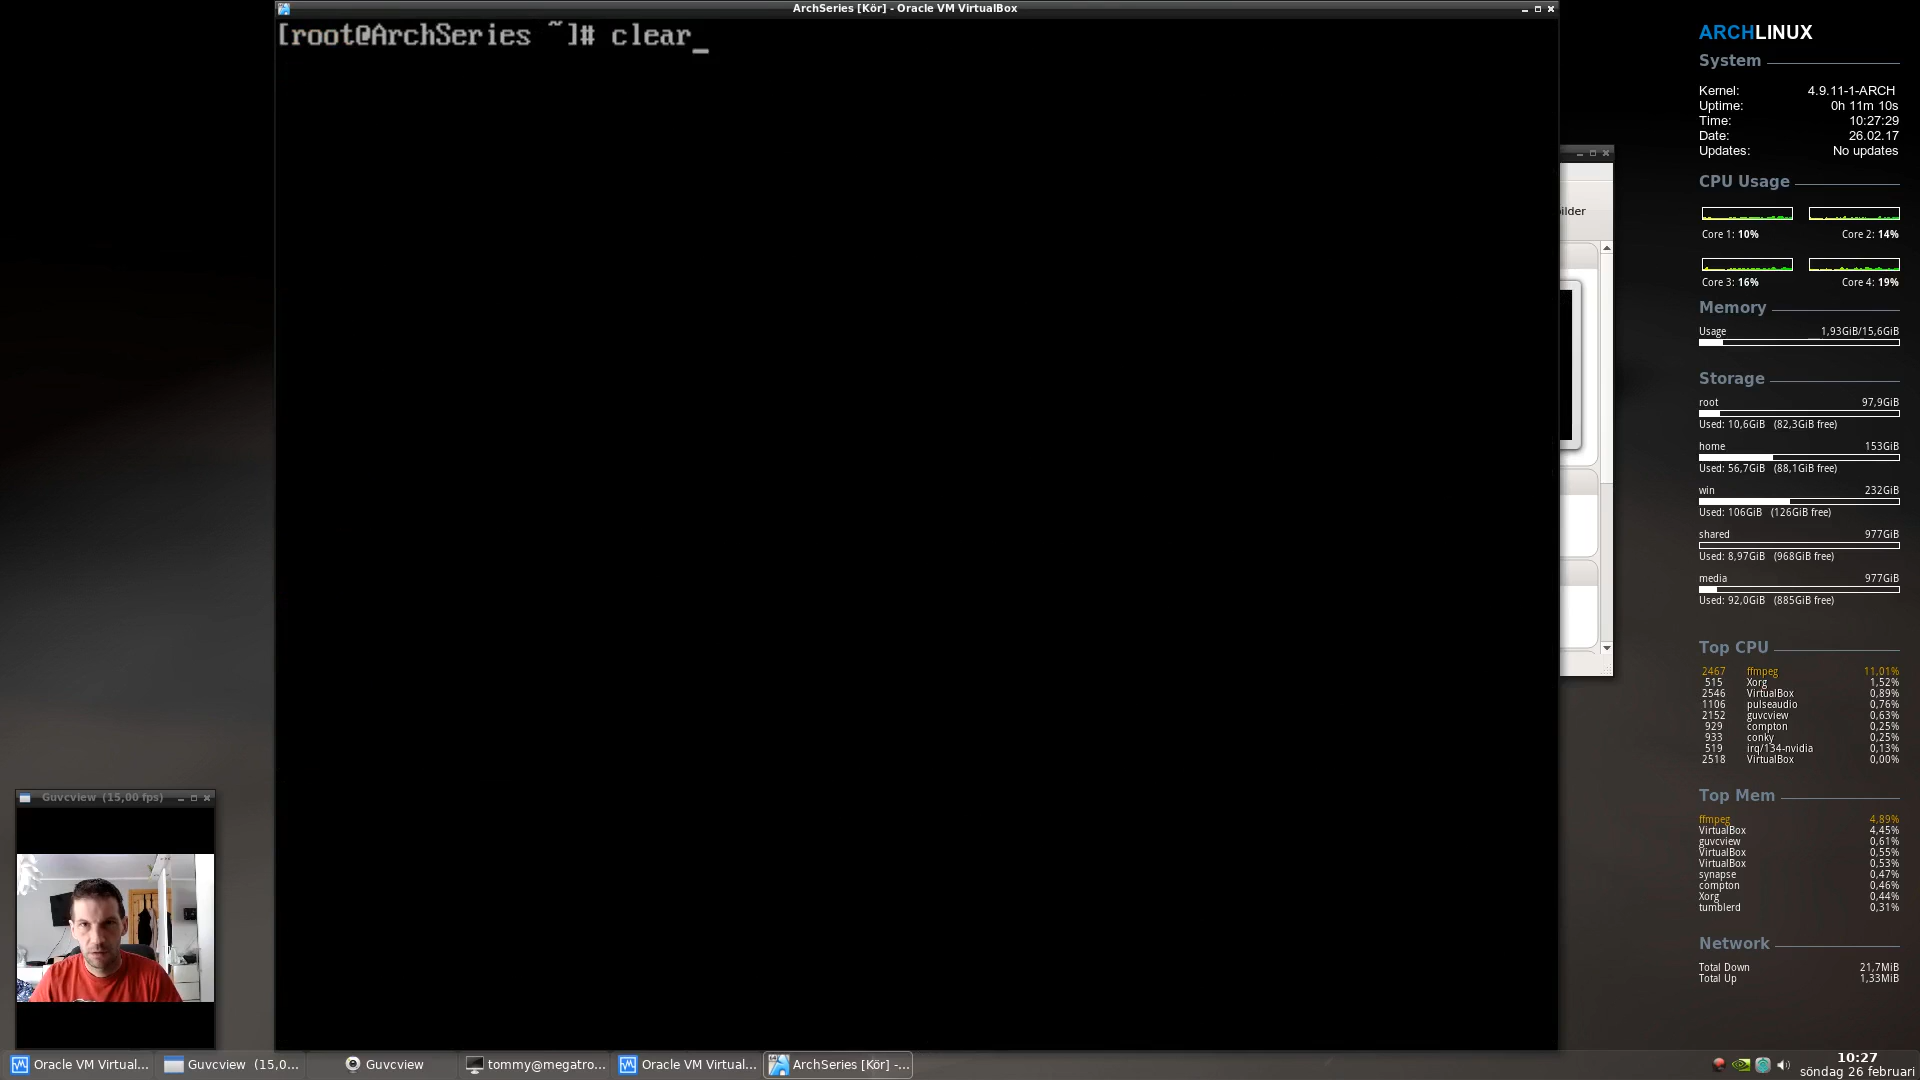 ArchSeries [Kör] - Oracle VM VirtualBox
[root@ArchSeries ~]# clear_
ilder
ARCHLINUX
System
Kernel: 4.9.11-1-ARCH
Uptime: 0h 11m 10s
Time: 10:27:29
Date: 26.02.17
Updates: No updates
CPU Usage
Core 1: 10% Core 2: 14%
Core 3: 16% Core 4: 19%
Memory
Usage 1,93GiB/15,6GiB
Storage
root 97,9GiB
Used: 10,6GiB (82,3GiB free)
home 153GiB
Used: 56,7GiB (88,1GiB free)
win 232GiB
Used: 106GiB (126GiB free)
shared 977GiB
Used: 8,97GiB (968GiB free)
media 977GiB
Used: 92,0GiB (885GiB free)
Top CPU
2467 ffmpeg 11,01%
515 Xorg 1,52%
2546 VirtualBox 0,89%
1106 pulseaudio 0,76%
2152 guvcview 0,63%
929 compton 0,25%
933 conky 0,25%
519 irq/134-nvidia 0,13%
2518 VirtualBox 0,00%
Top Mem
ffmpeg 4,89%
VirtualBox 4,45%
guvcview 0,61%
VirtualBox 0,55%
VirtualBox 0,53%
synapse 0,47%
compton 0,46%
Xorg 0,44%
tumblerd 0,31%
Network
Total Down 21,7MiB
Total Up 1,33MiB
Guvcview (15,00 fps)
Oracle VM Virtual...
Guvcview (15,0...
Guvcview
tommy@megatro...
Oracle VM Virtual...
ArchSeries [Kör] -...
10:27
söndag 26 februari